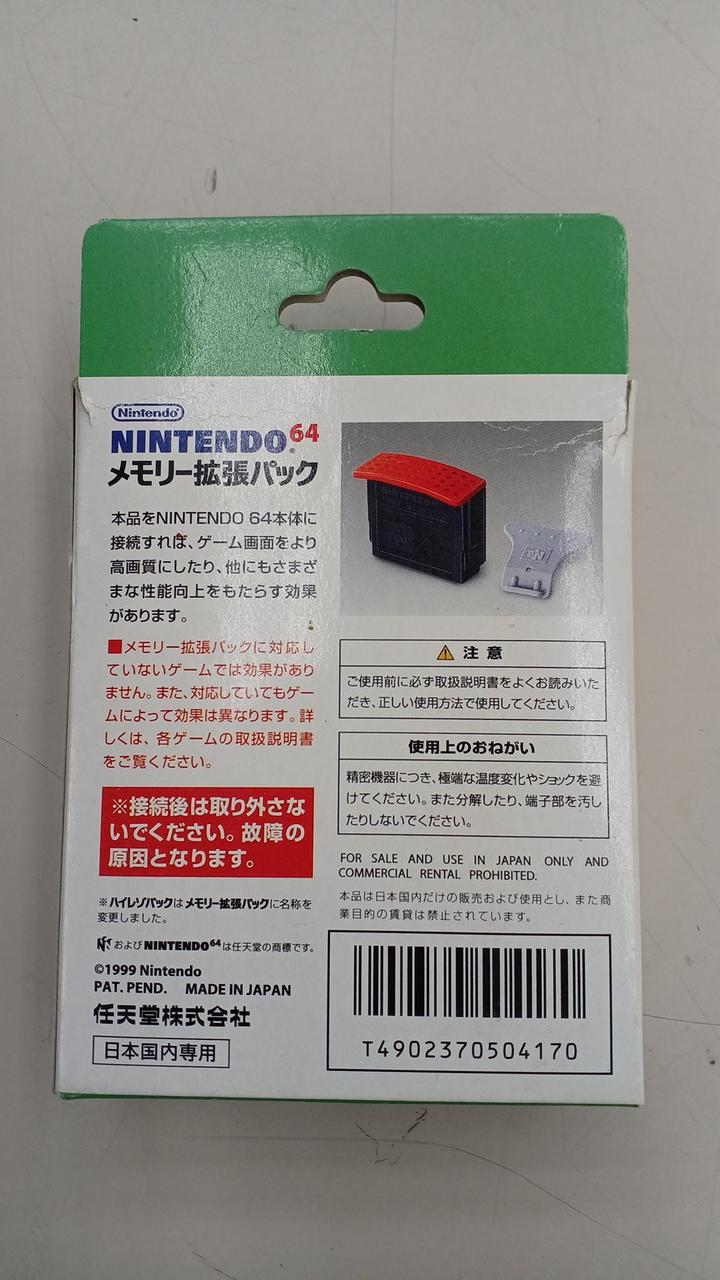 Nintendo
NINTENDO64
メモリー拡張パック
本品をNINTENDO 64本体に
接続すれば、ゲーム画面をより
高画質にしたり、他にもさまざ
まな性能向上をもたらす効果
があります。
■メモリー拡張パックに対応し
ていないゲームでは効果があり
ません。また、対応していてもゲー
ムによって効果は異なります。詳
しくは、各ゲームの取扱説明書
をご覧ください。
※接続後は取り外さな
いでください。故障の
原因となります。
※ハイレゾパックはメモリー拡張パックに名称を
変更しました。
およびNINTENDO64は任天堂の商標です。
©1999 Nintendo
PAT. PEND. MADE IN JAPAN
任天堂株式会社
日本国内専用
NINTENDO
注意
ご使用前に必ず取扱説明書をよくお読みいた
だき、正しい使用方法で使用してください。
使用上のおねがい
精密機器につき、極端な温度変化やショックを避
けてください。また分解したり、端子部を汚し
たりしないでください。
FOR SALE AND USE IN JAPAN ONLY AND
COMMERCIAL RENTAL PROHIBITED.
本品は日本国内だけの販売および使用とし、また商
業目的の賃貸は禁止されています。
T4902370504170